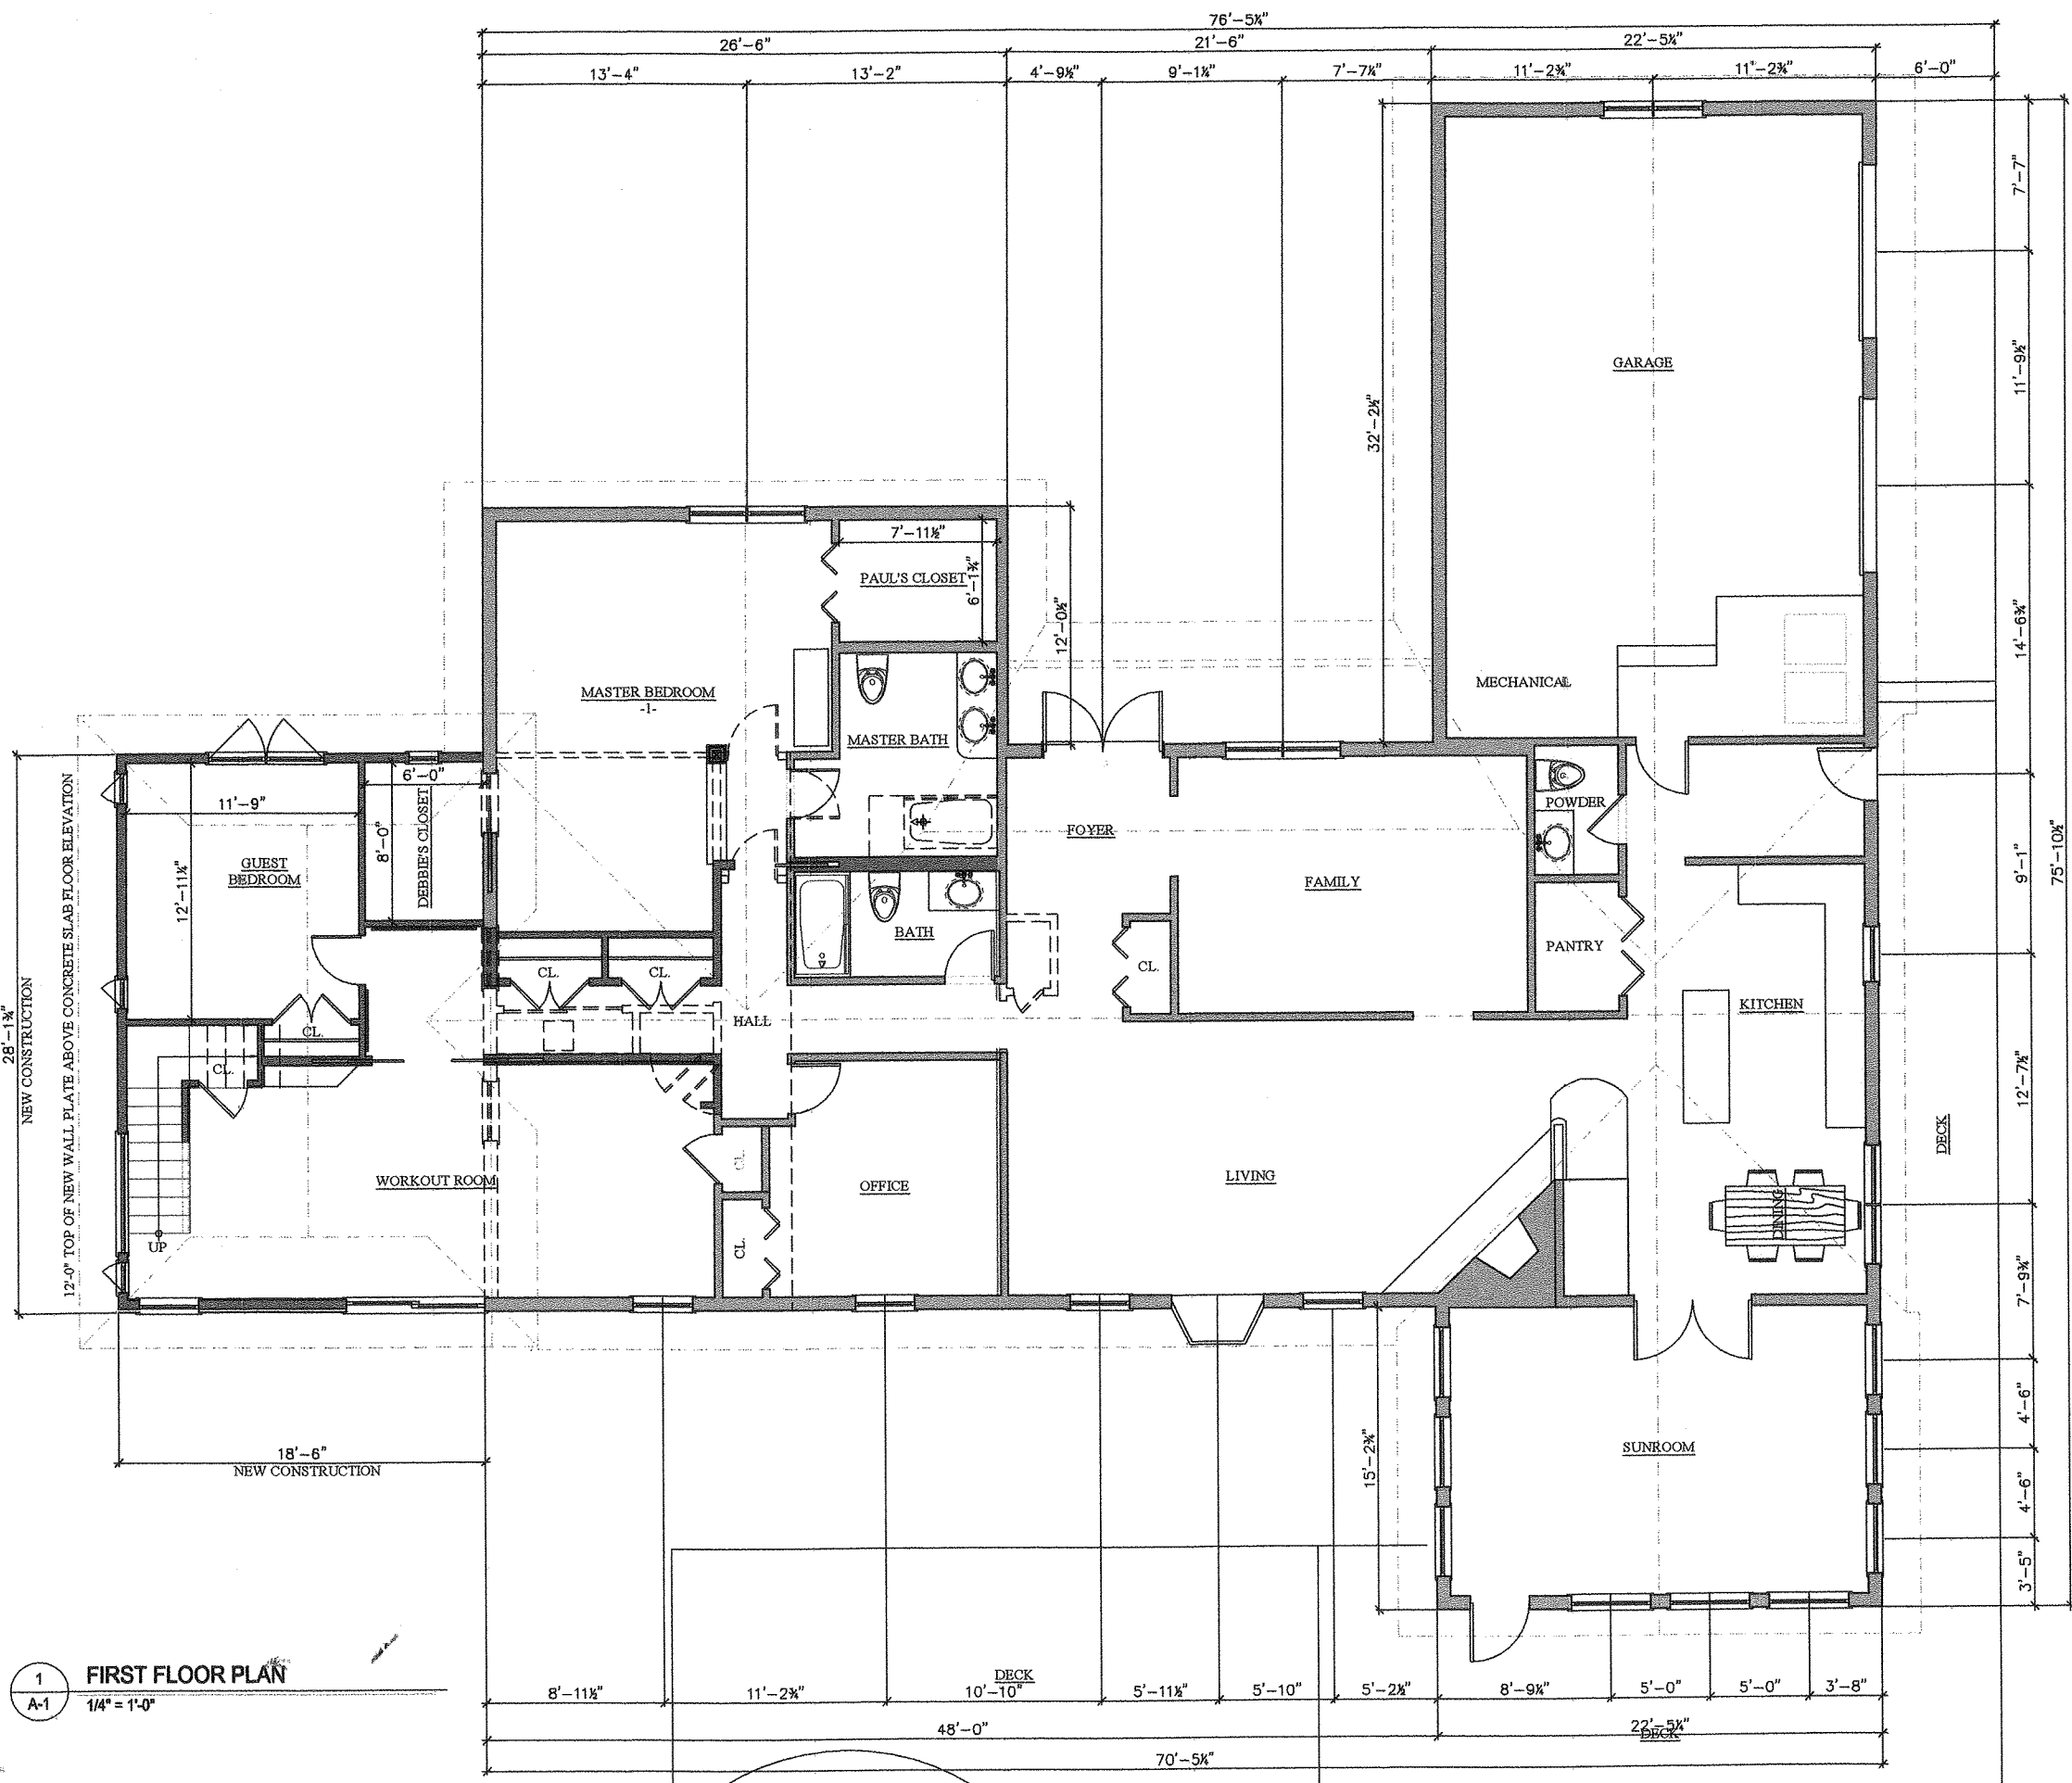 76'-5¼"
26'-6"
21'-6"
22'-5¼"
13'-4"
13'-2"
4'-9½"
9'-1¼"
7'-7¼"
11'-2¾"
11'-2¾"
6'-0"
7'-7"
11'-9½"
14'-6¾"
9'-1"
12'-7½"
7'-9¾"
4'-6"
4'-6"
3'-5"
75'-10½"
32'-2½"
GARAGE
MECHANICAL
7'-11½"
PAUL'S CLOSET
6'-1¾"
12'-0½"
MASTER BEDROOM
-1-
MASTER BATH
6'-0"
11'-9"
8'-0"
DEBBIE'S CLOSET
GUEST
BEDROOM
12'-11¼"
28'-1¾"
NEW CONSTRUCTION
12'-0" TOP OF NEW WALL PLATE ABOVE CONCRETE SLAB FLOOR ELEVATION
FOYER
FAMILY
POWDER
PANTRY
KITCHEN
BATH
CL.
CL.
CL.
CL.
CL.
HALL
WORKOUT ROOM
UP
CL.
CL.
OFFICE
LIVING
DINING
DECK
SUNROOM
15'-2¾"
18'-6"
NEW CONSTRUCTION
DECK
8'-11½"
11'-2¾"
10'-10"
5'-11½"
5'-10"
5'-2½"
8'-9¼"
5'-0"
5'-0"
3'-8"
48'-0"
22'-5¼"
DECK
70'-5¼"
1
A-1
FIRST FLOOR PLAN
1/4" = 1'-0"